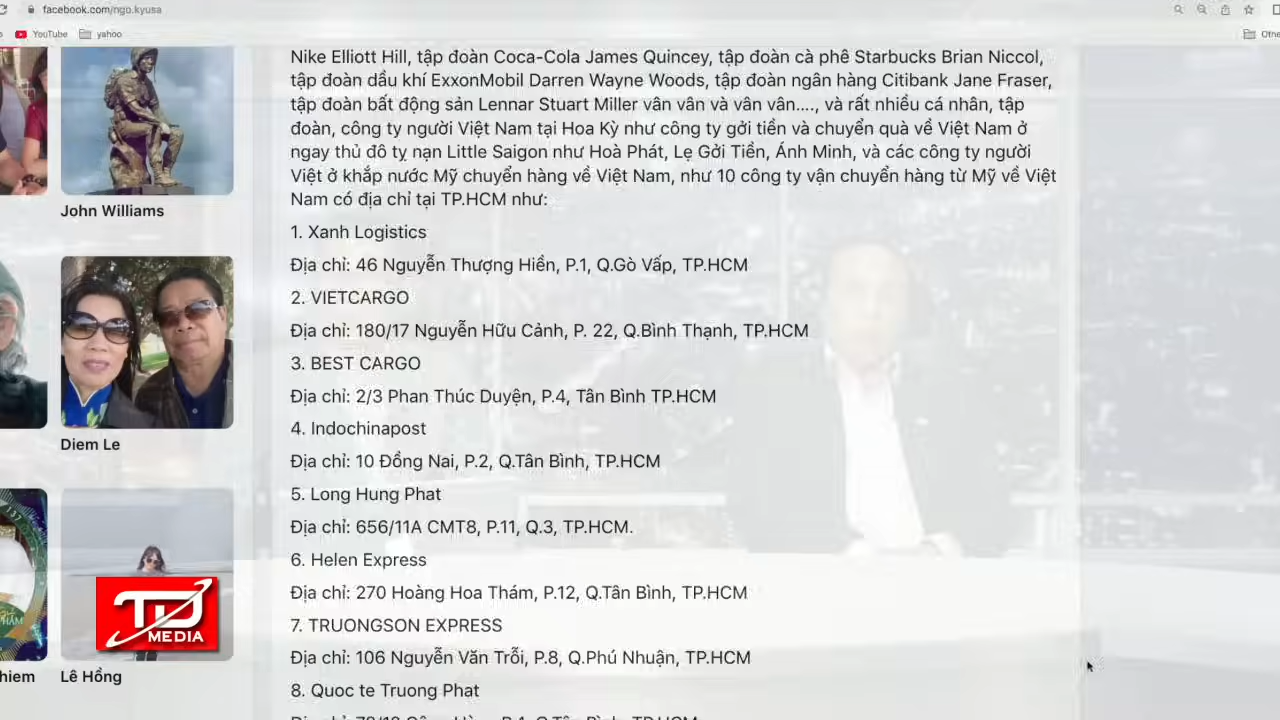 facebook.com/ngo.kyusa
YouTube
yahoo
Nike Elliott Hill, tập đoàn Coca-Cola James Quincey, tập đoàn cà phê Starbucks Brian Niccol,
tập đoàn dầu khí ExxonMobil Darren Wayne Woods, tập đoàn ngân hàng Citibank Jane Fraser,
tập đoàn bất động sản Lennar Stuart Miller vân vân và vân vân...., và rất nhiều cá nhân, tập
đoàn, công ty người Việt Nam tại Hoa Kỳ như công ty gởi tiền và chuyển quà về Việt Nam ở
ngay thủ đô tỵ nạn Little Saigon như Hoà Phát, Lẹ Gởi Tiền, Ánh Minh, và các công ty người
Việt ở khắp nước Mỹ chuyển hàng về Việt Nam, như 10 công ty vận chuyển hàng từ Mỹ về Việt
Nam có địa chỉ tại TP.HCM như:
1. Xanh Logistics
Địa chỉ: 46 Nguyễn Thượng Hiền, P.1, Q.Gò Vấp, TP.HCM
2. VIETCARGO
Địa chỉ: 180/17 Nguyễn Hữu Cảnh, P. 22, Q.Bình Thạnh, TP.HCM
3. BEST CARGO
Địa chỉ: 2/3 Phan Thúc Duyện, P.4, Tân Bình TP.HCM
4. Indochinapost
Địa chỉ: 10 Đồng Nai, P.2, Q.Tân Bình, TP.HCM
5. Long Hung Phat
Địa chỉ: 656/11A CMT8, P.11, Q.3, TP.HCM.
6. Helen Express
Địa chỉ: 270 Hoàng Hoa Thám, P.12, Q.Tân Bình, TP.HCM
7. TRUONGSON EXPRESS
Địa chỉ: 106 Nguyễn Văn Trỗi, P.8, Q.Phú Nhuận, TP.HCM
8. Quoc te Truong Phat
John Williams
Diem Le
hiem
Lê Hồng
TD
MEDIA